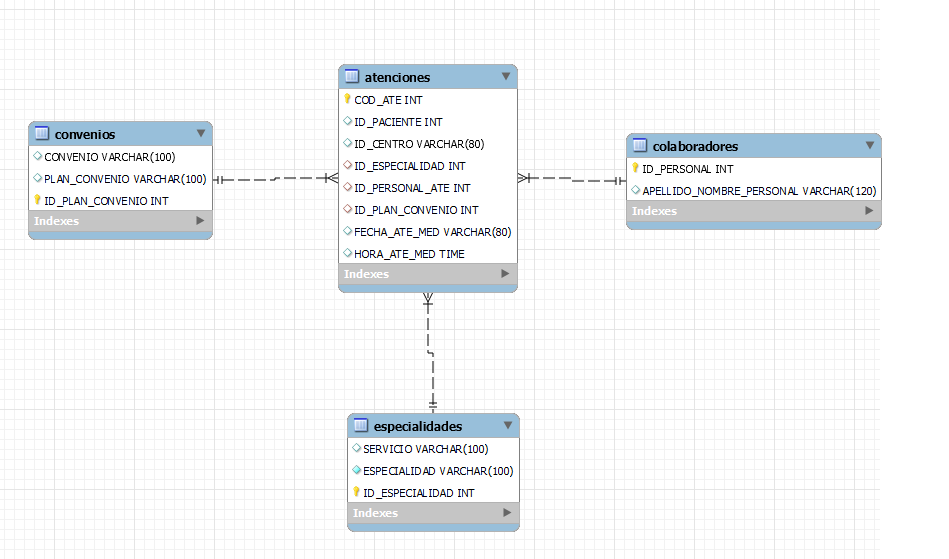 atenciones
COD_ATE INT
ID_PACIENTE INT
ID_CENTRO VARCHAR(80)
ID_ESPECIALIDAD INT
ID_PERSONAL_ATE INT
ID_PLAN_CONVENIO INT
FECHA_ATE_MED VARCHAR(80)
HORA_ATE_MED TIME
Indexes
convenios
CONVENIO VARCHAR(100)
PLAN_CONVENIO VARCHAR(100)
ID_PLAN_CONVENIO INT
Indexes
colaboradores
ID_PERSONAL INT
APELLIDO_NOMBRE_PERSONAL VARCHAR(120)
Indexes
especialidades
SERVICIO VARCHAR(100)
ESPECIALIDAD VARCHAR(100)
ID_ESPECIALIDAD INT
Indexes